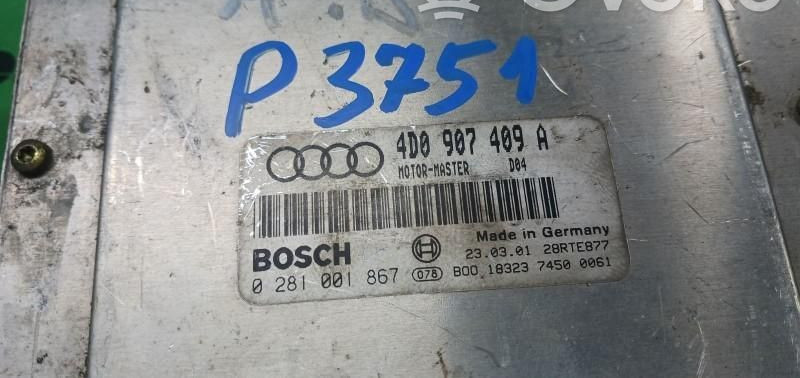 P 3751
4D0 907 409 A
MOTOR-MASTER D04
Made in Germany
BOSCH
23.03.01 28RTE877
0 281 001 867 078 B00 18323 7450 0061